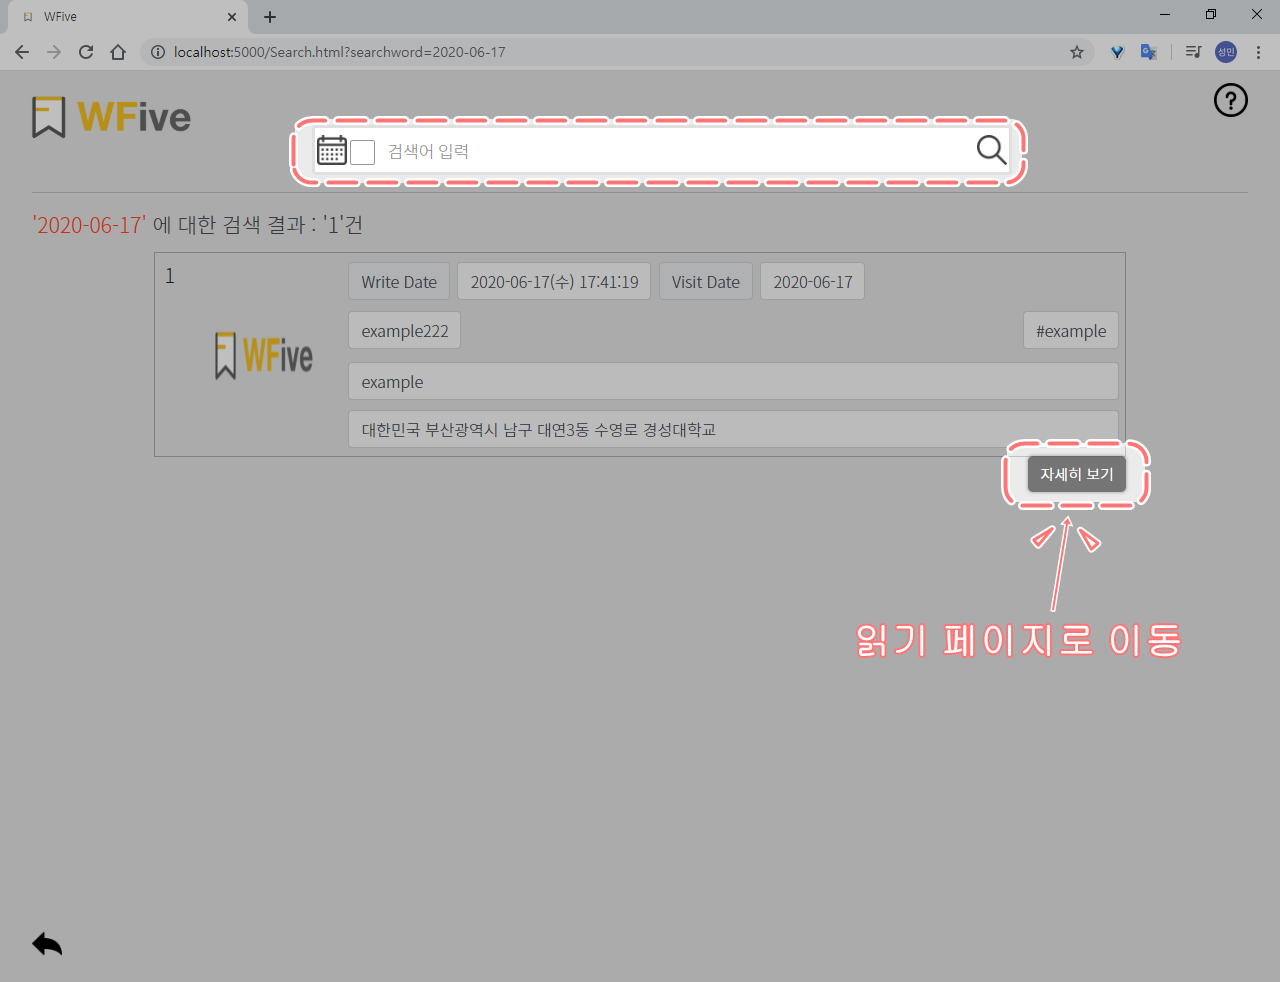 WFive
localhost:5000/Search.html?searchword=2020-06-17
성민
WFive
?
검색어 입력
'2020-06-17' 에 대한 검색 결과 : '1'건
1
Write Date 2020-06-17(수) 17:41:19 Visit Date 2020-06-17
example222 #example
WFive
example
대한민국 부산광역시 남구 대연3동 수영로 경성대학교
자세히 보기
읽기 페이지로 이동